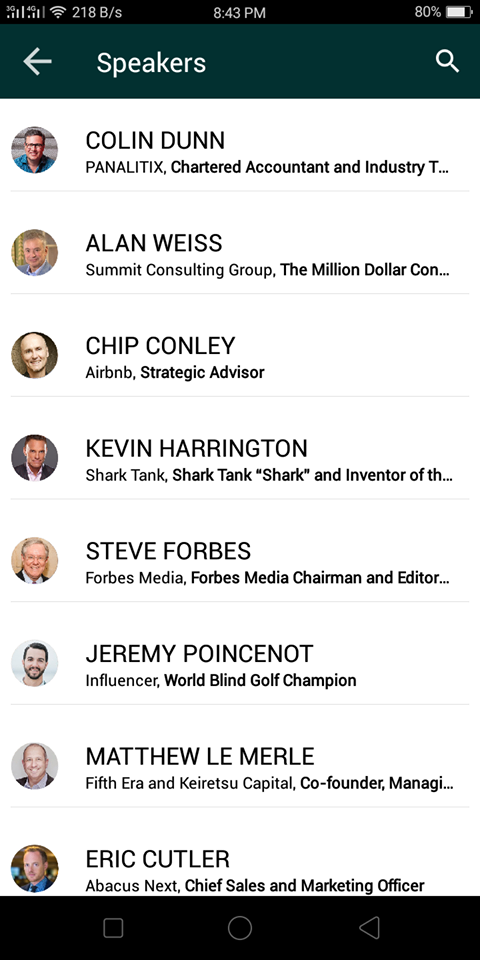 3G 4G 218 B/s 8:43 PM 80%
Speakers
COLIN DUNN
PANALITIX, Chartered Accountant and Industry T...
ALAN WEISS
Summit Consulting Group, The Million Dollar Con...
CHIP CONLEY
Airbnb, Strategic Advisor
KEVIN HARRINGTON
Shark Tank, Shark Tank “Shark” and Inventor of th...
STEVE FORBES
Forbes Media, Forbes Media Chairman and Editor...
JEREMY POINCENOT
Influencer, World Blind Golf Champion
MATTHEW LE MERLE
Fifth Era and Keiretsu Capital, Co-founder, Managi...
ERIC CUTLER
Abacus Next, Chief Sales and Marketing Officer